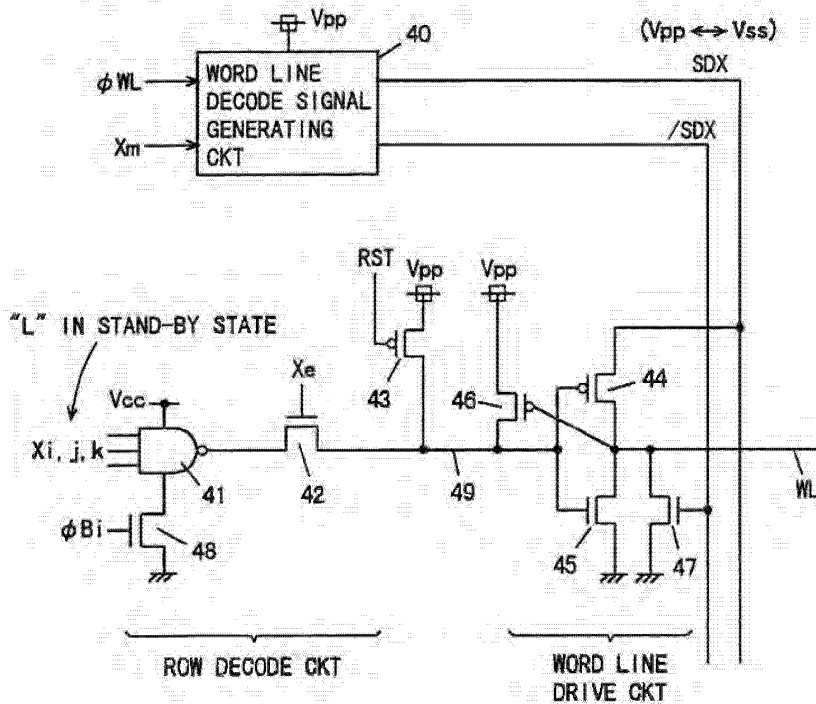 Vpp
40
(Vpp ↔ Vss)
SDX
φWL
WORD LINE
DECODE SIGNAL
GENERATING
CKT
/SDX
Xm
RST
Vpp
Vpp
"L" IN STAND-BY STATE
Xe
43
46
44
Vcc
Xi, j, k
41
42
49
WL
φBi
48
45
47
ROW DECODE CKT
WORD LINE
DRIVE CKT